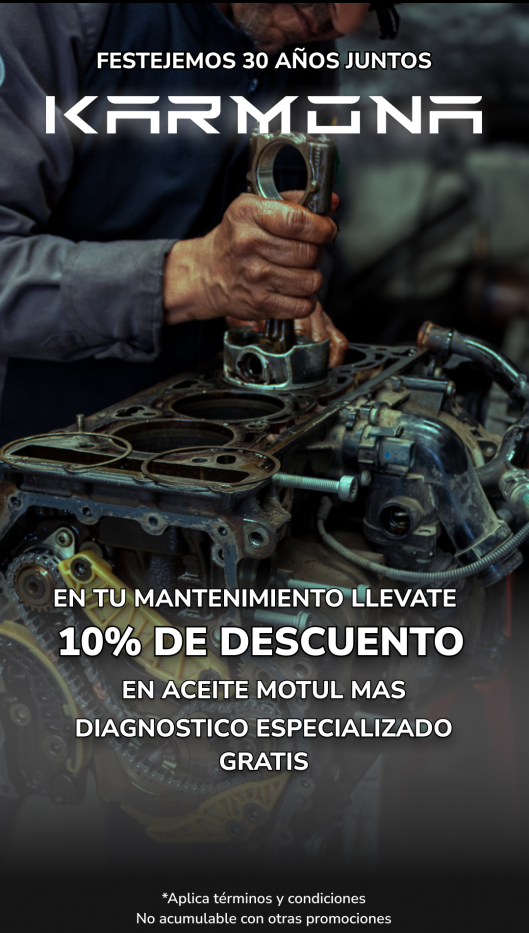 FESTEJEMOS 30 AÑOS JUNTOS
KARMONA
EN TU MANTENIMIENTO LLEVATE
10% DE DESCUENTO
EN ACEITE MOTUL MAS
DIAGNOSTICO ESPECIALIZADO
GRATIS
*Aplica términos y condiciones
No acumulable con otras promociones